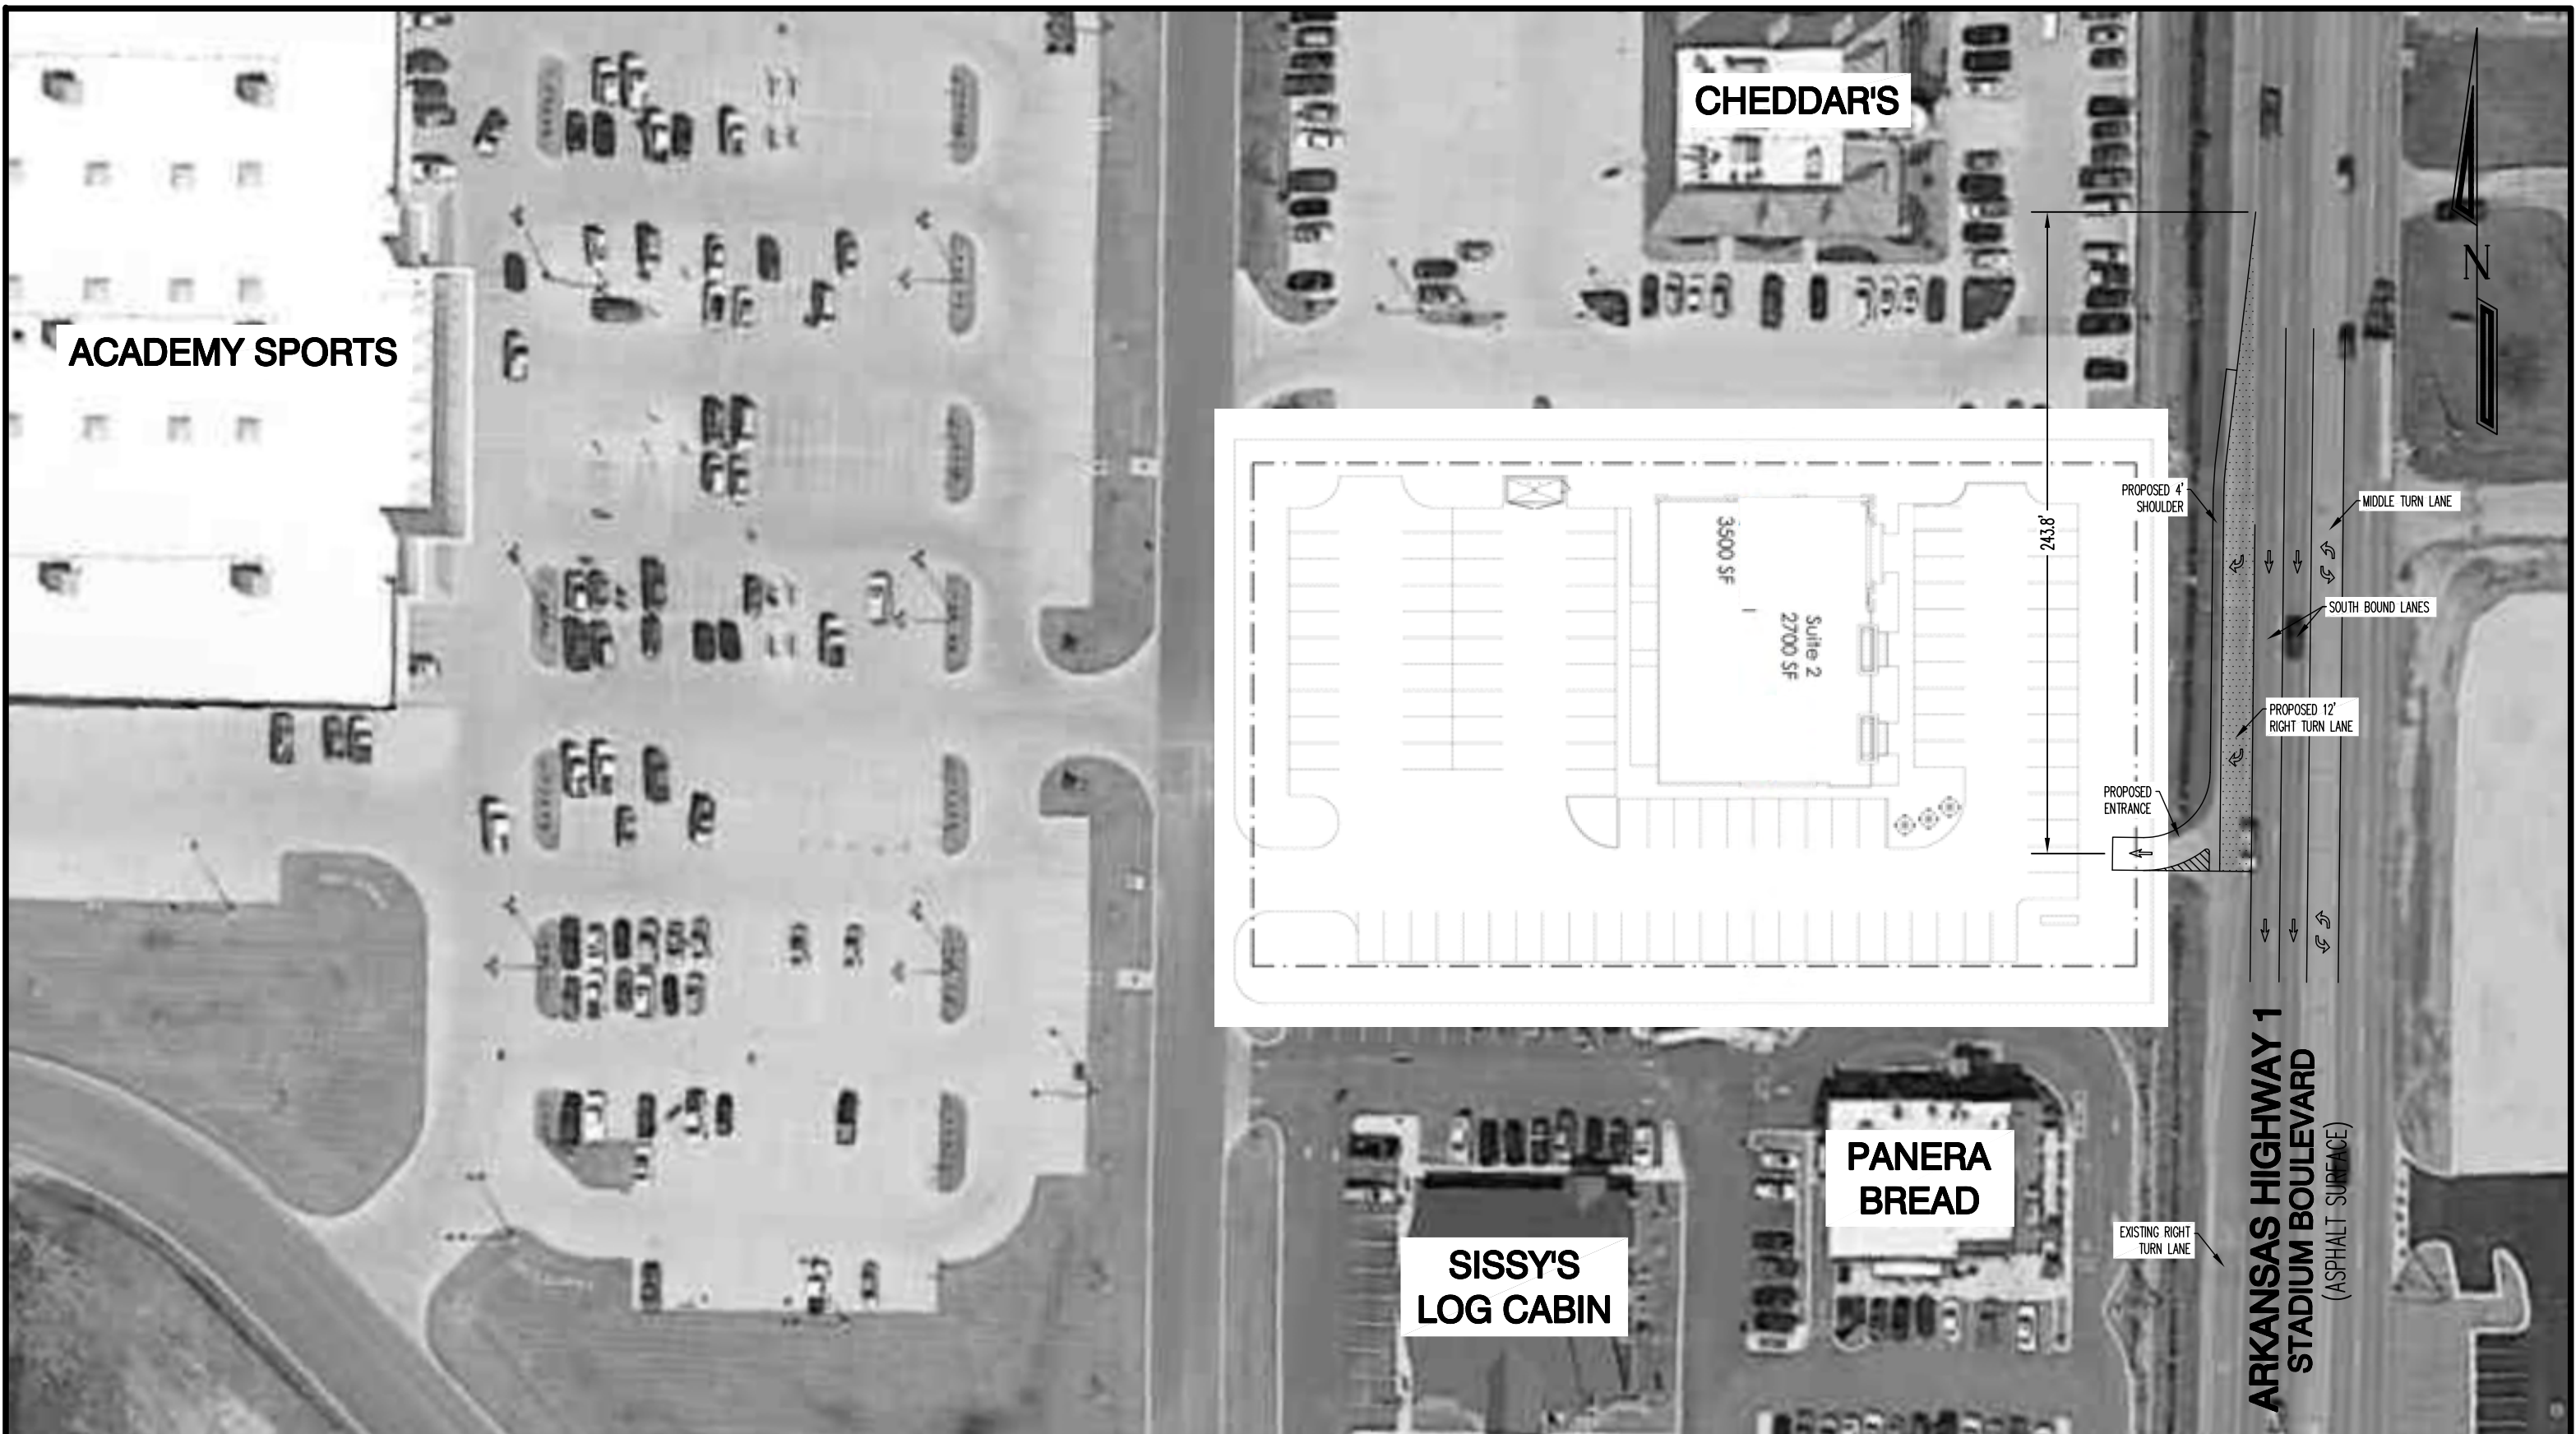 CHEDDAR'S
N
ACADEMY SPORTS
PROPOSED 4'
SHOULDER
MIDDLE TURN LANE
243.8'
3500 SF
Suite 2
2700 SF
SOUTH BOUND LANES
PROPOSED 12'
RIGHT TURN LANE
PROPOSED
ENTRANCE
ARKANSAS HIGHWAY 1
STADIUM BOULEVARD
(ASPHALT SURFACE)
PANERA
BREAD
EXISTING RIGHT
TURN LANE
SISSY'S
LOG CABIN